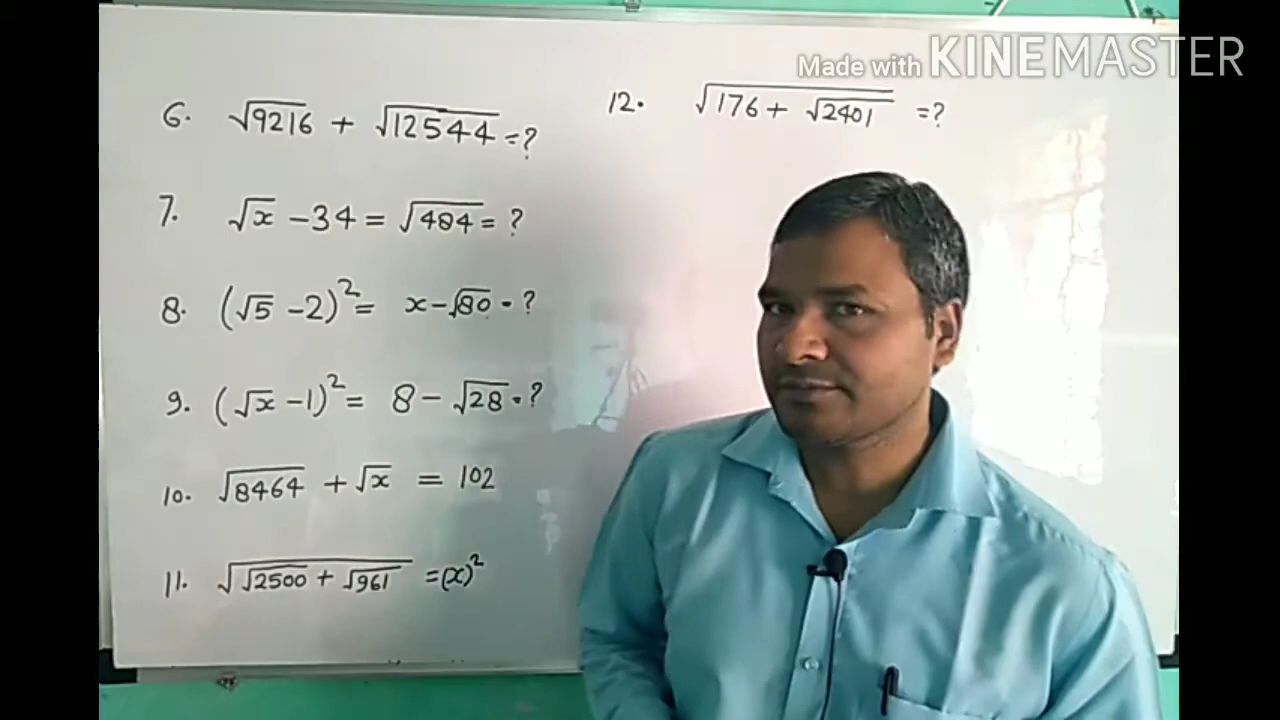 Made with KINEMASTER
6. √9216 + √12544 = ?
7. √x - 34 = √484 = ?
8. (√5 - 2)² = x - √80 = ?
9. (√x - 1)² = 8 - √28 = ?
10. √8464 + √x = 102
11. √(√2500 + √961) = (x)²
12. √(176 + √2401) = ?